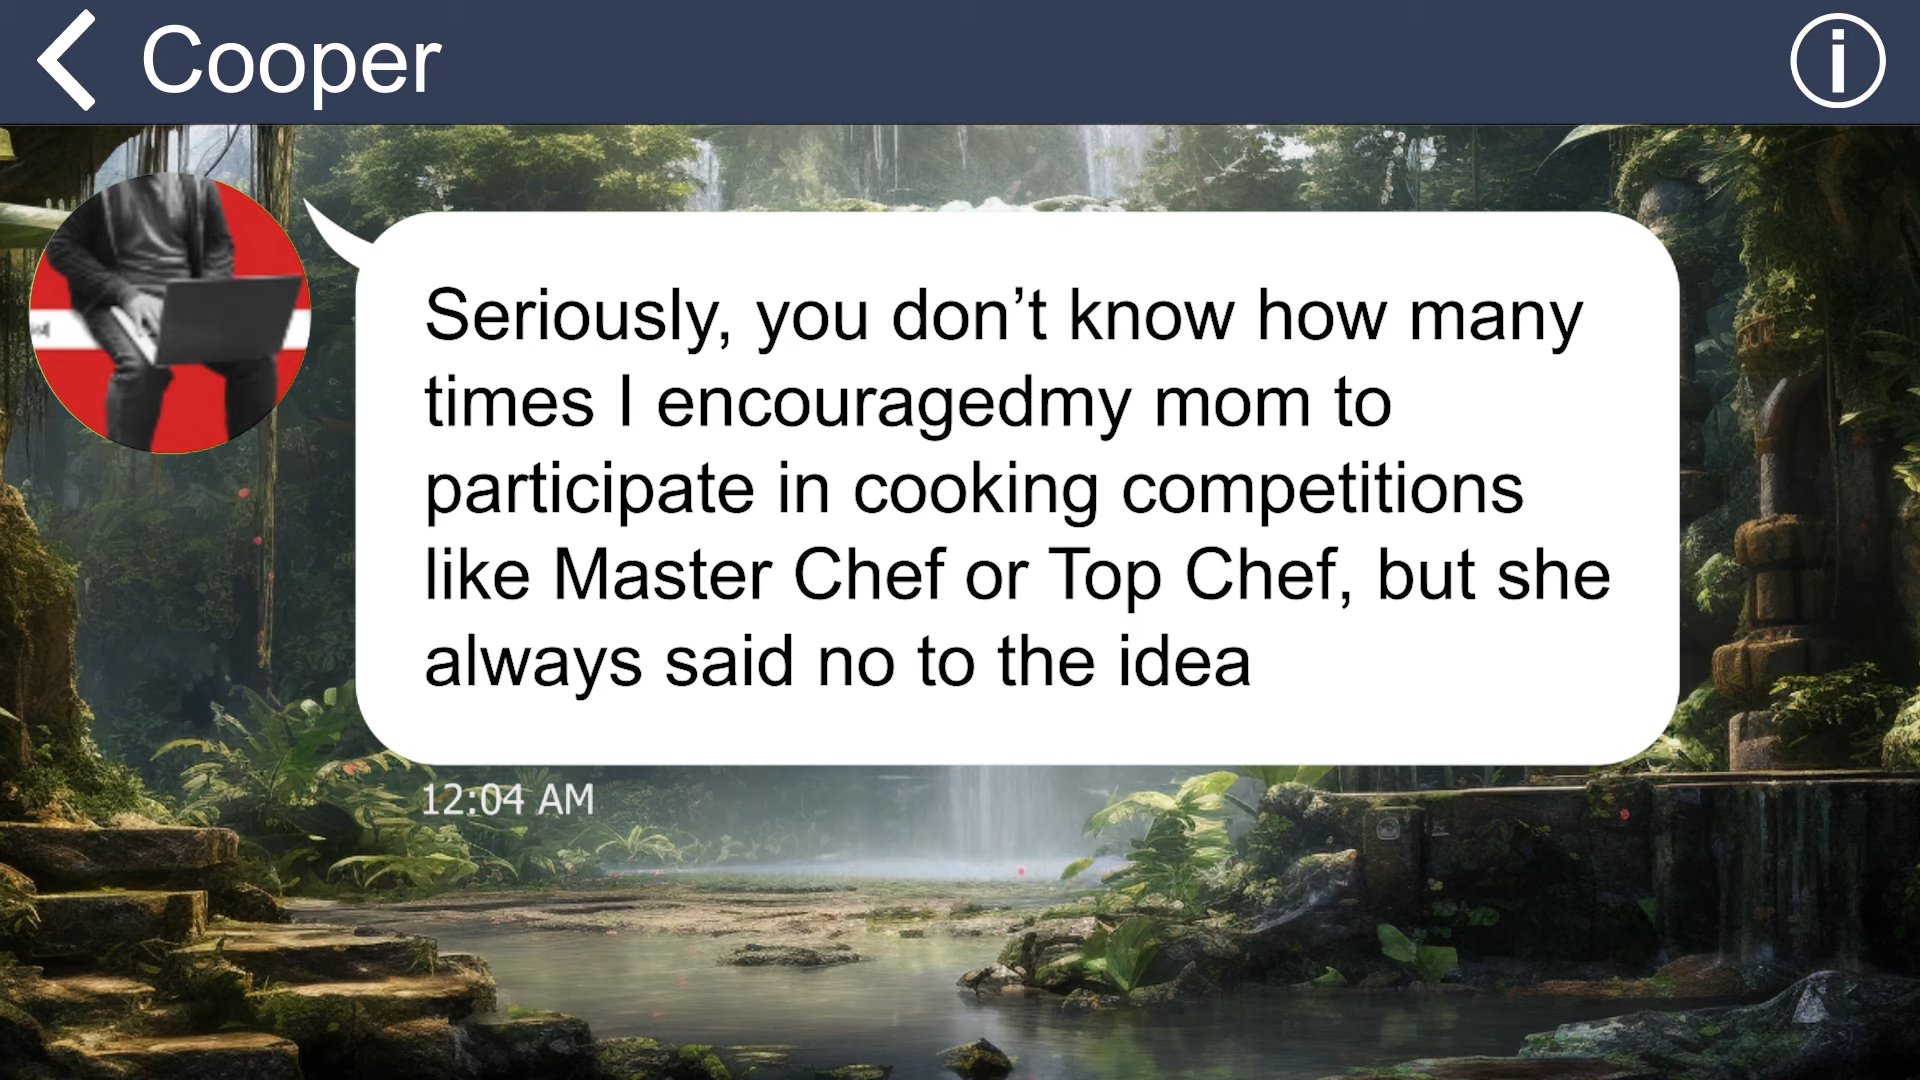 Cooper
Seriously, you don’t know how many
times I encouragedmy mom to
participate in cooking competitions
like Master Chef or Top Chef, but she
always said no to the idea
12:04 AM